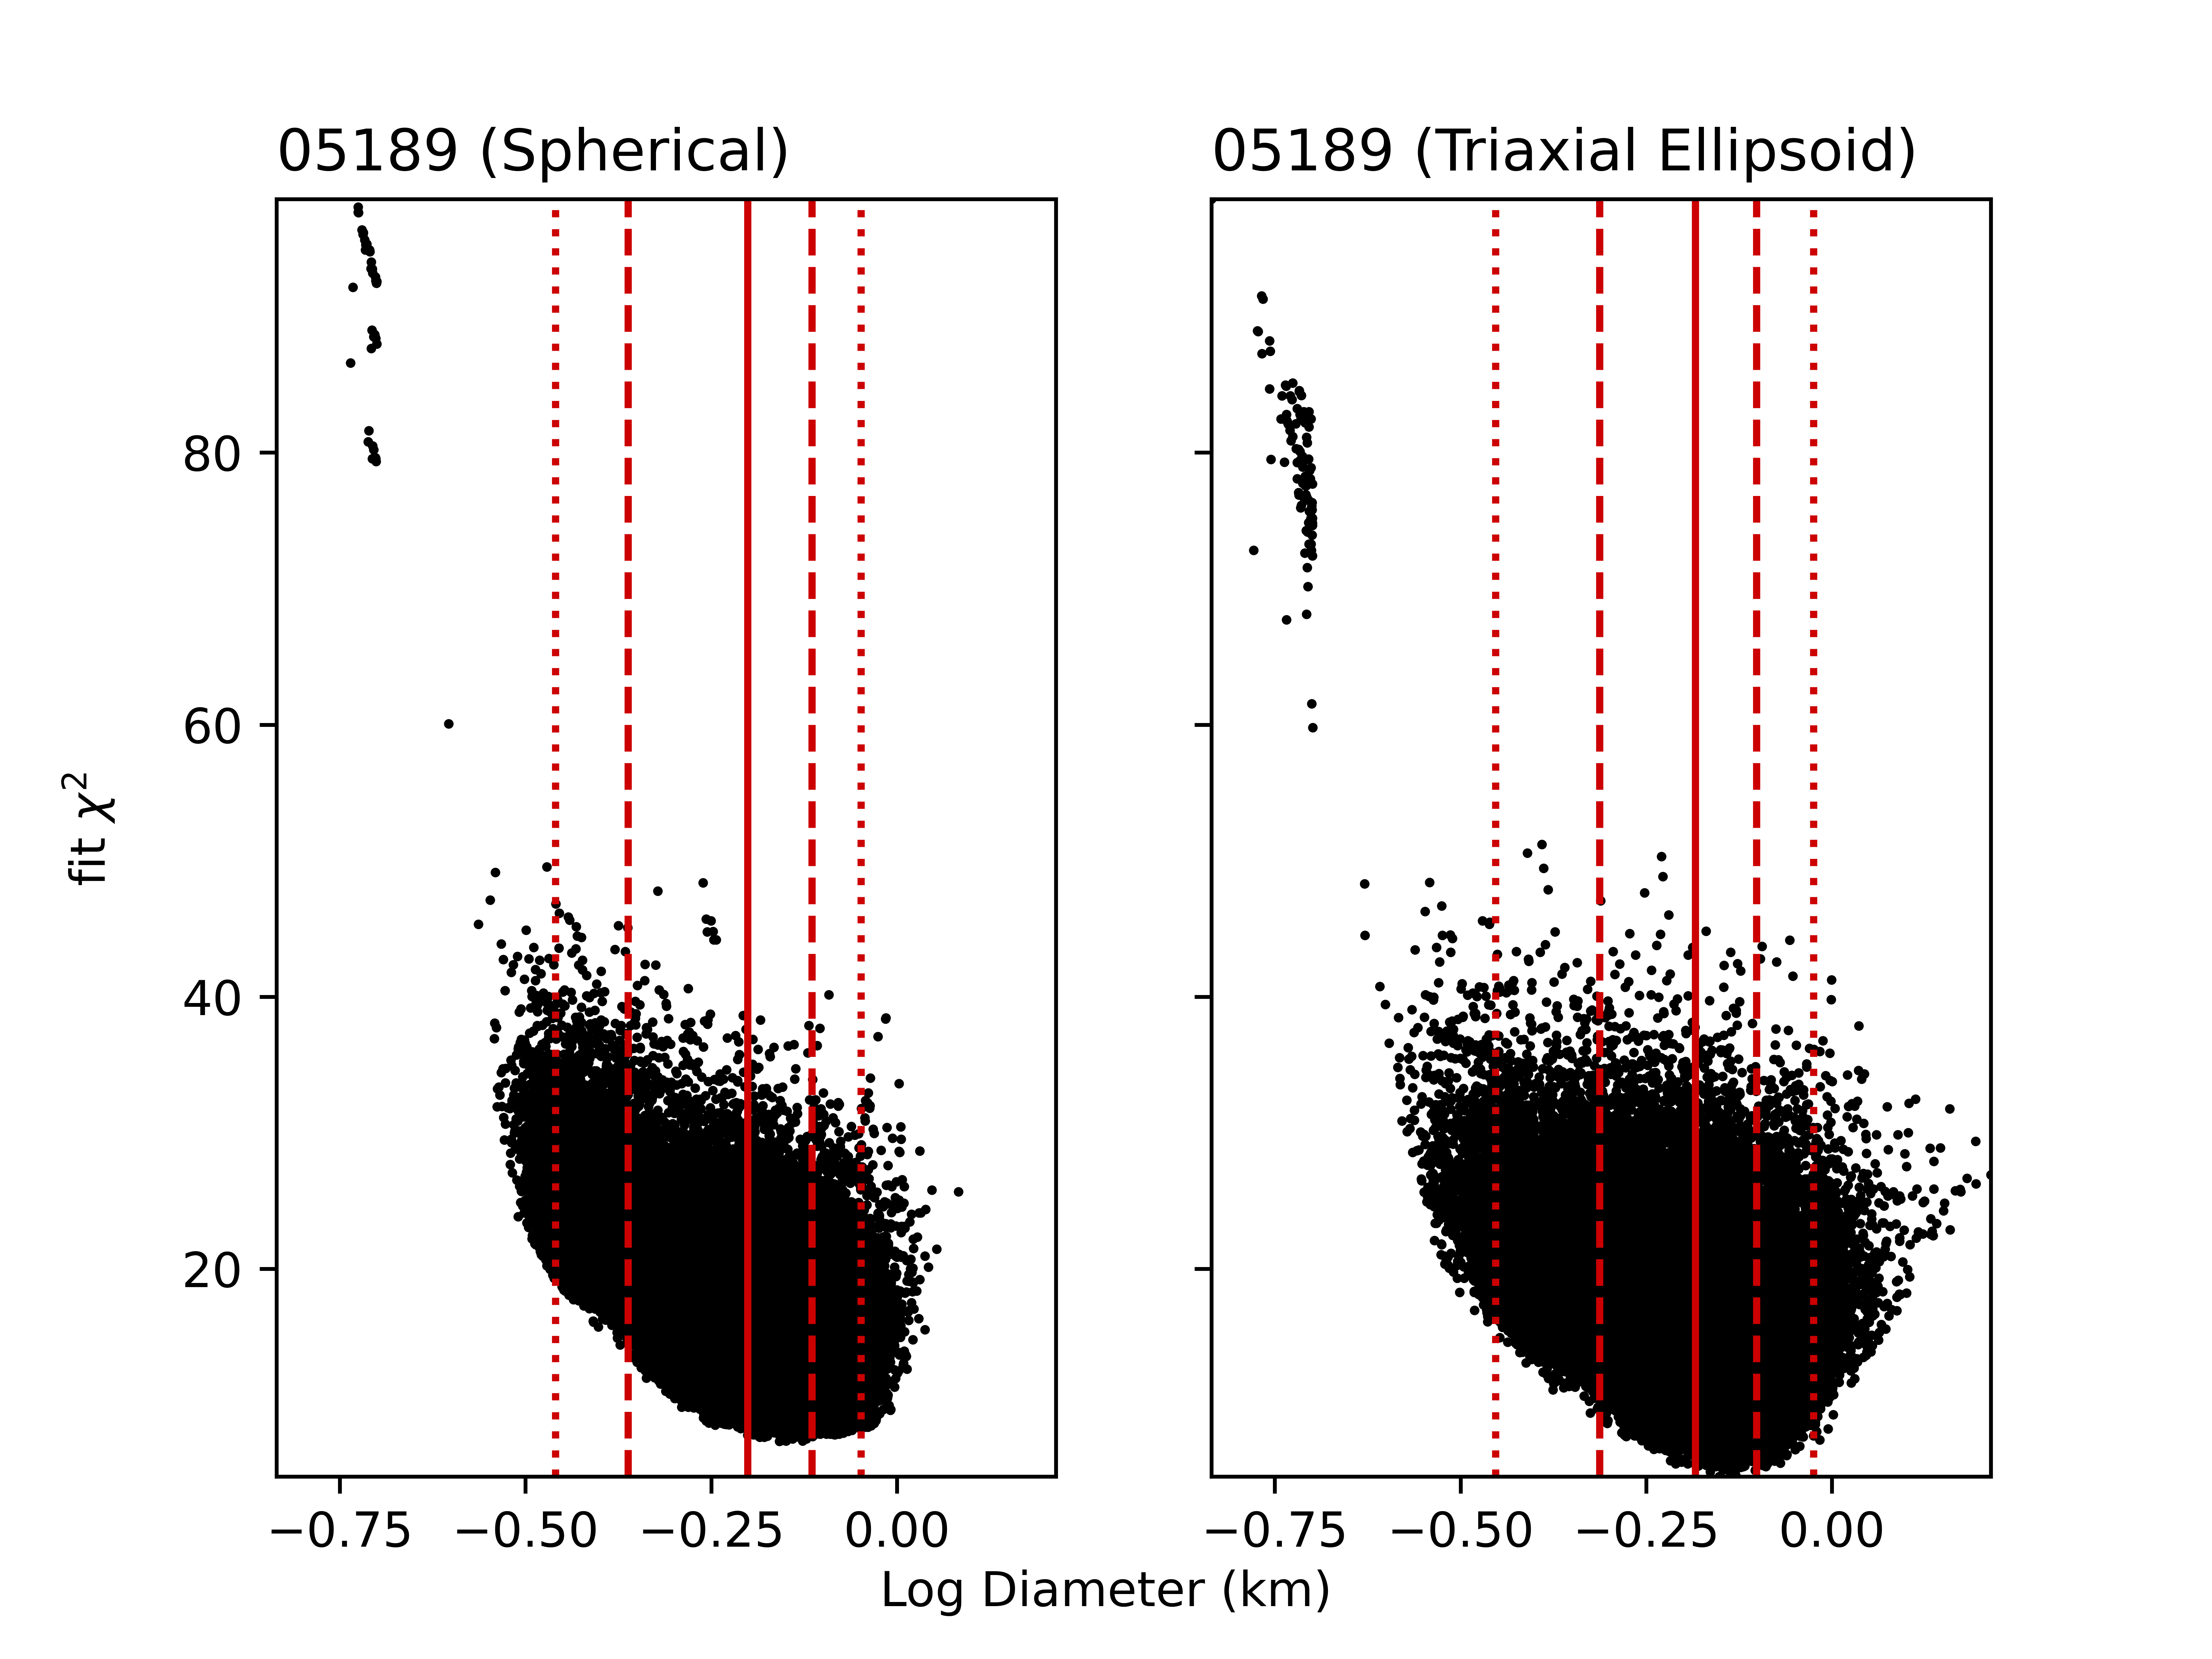 05189 (Spherical)
05189 (Triaxial Ellipsoid)
80
60
40
20
fit χ²
−0.75 −0.50 −0.25 0.00
−0.75 −0.50 −0.25 0.00
Log Diameter (km)